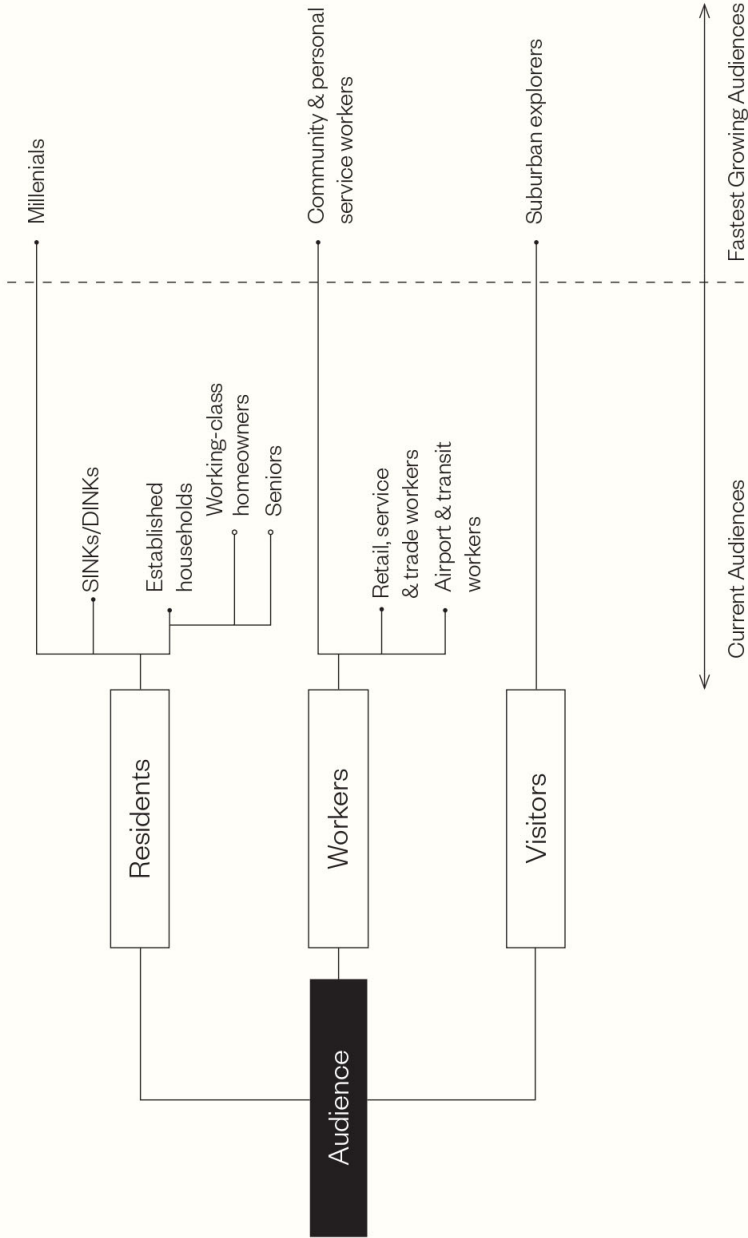 Audience
Residents
Millenials
SINKs/DINKs
Established
households
Working-class
homeowners
Seniors
Workers
Community & personal
service workers
Retail, service
& trade workers
Airport & transit
workers
Visitors
Suburban explorers
Current Audiences
Fastest Growing Audiences